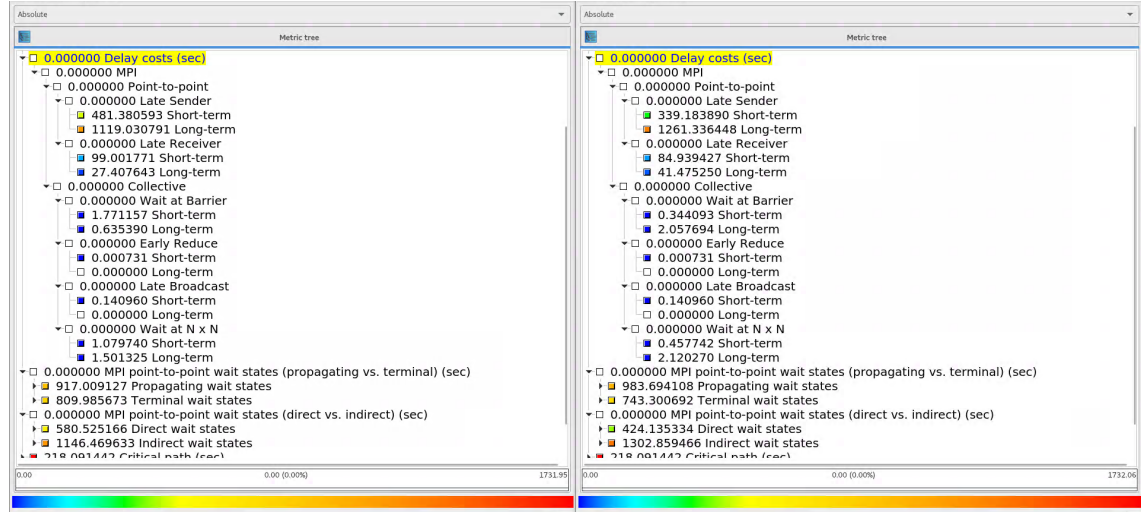 Absolute
Metric tree
0.000000 Delay costs (sec)
0.000000 MPI
0.000000 Point-to-point
0.000000 Late Sender
481.380593 Short-term
1119.030791 Long-term
0.000000 Late Receiver
99.001771 Short-term
27.407643 Long-term
0.000000 Collective
0.000000 Wait at Barrier
1.771157 Short-term
0.635390 Long-term
0.000000 Early Reduce
0.000731 Short-term
0.000000 Long-term
0.000000 Late Broadcast
0.140960 Short-term
0.000000 Long-term
0.000000 Wait at N x N
1.079740 Short-term
1.501325 Long-term
0.000000 MPI point-to-point wait states (propagating vs. terminal) (sec)
917.009127 Propagating wait states
809.985673 Terminal wait states
0.000000 MPI point-to-point wait states (direct vs. indirect) (sec)
580.525166 Direct wait states
1146.469633 Indirect wait states
218.091442 Critical path (sec)
0.00 0.00 (0.00%) 1731.95
Absolute
Metric tree
0.000000 Delay costs (sec)
0.000000 MPI
0.000000 Point-to-point
0.000000 Late Sender
339.183890 Short-term
1261.336448 Long-term
0.000000 Late Receiver
84.939427 Short-term
41.475250 Long-term
0.000000 Collective
0.000000 Wait at Barrier
0.344093 Short-term
2.057694 Long-term
0.000000 Early Reduce
0.000731 Short-term
0.000000 Long-term
0.000000 Late Broadcast
0.140960 Short-term
0.000000 Long-term
0.000000 Wait at N x N
0.457742 Short-term
2.120270 Long-term
0.000000 MPI point-to-point wait states (propagating vs. terminal) (sec)
983.694108 Propagating wait states
743.300692 Terminal wait states
0.000000 MPI point-to-point wait states (direct vs. indirect) (sec)
424.135334 Direct wait states
1302.859466 Indirect wait states
218.091442 Critical path (sec)
0.00 0.00 (0.00%) 1732.06